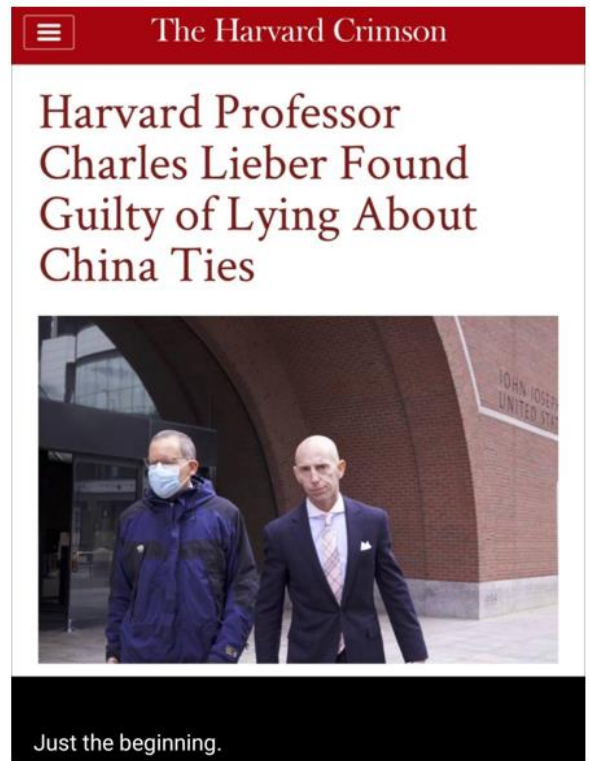 The Harvard Crimson
Harvard Professor
Charles Lieber Found
Guilty of Lying About
China Ties
JOHN JOSEPH
UNITED
Just the beginning.